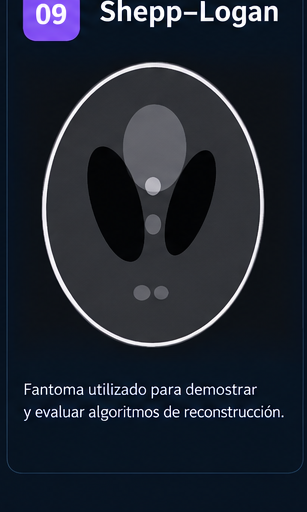 09
Shepp–Logan
Fantoma utilizado para demostrar
y evaluar algoritmos de reconstrucción.